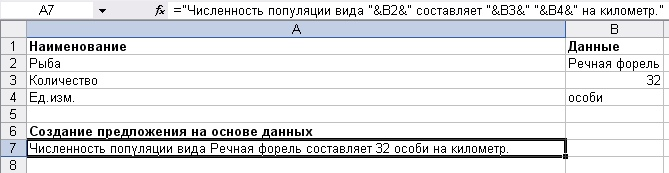 A7 fx ="Численность популяции вида "&B2&" составляет "&B3&" "&B4&" на километр."
A B
1 Наименование Данные
2 Рыба Речная форель
3 Количество 32
4 Ед.изм. особи
5
6 Создание предложения на основе данных
7 Численность популяции вида Речная форель составляет 32 особи на километр.
8